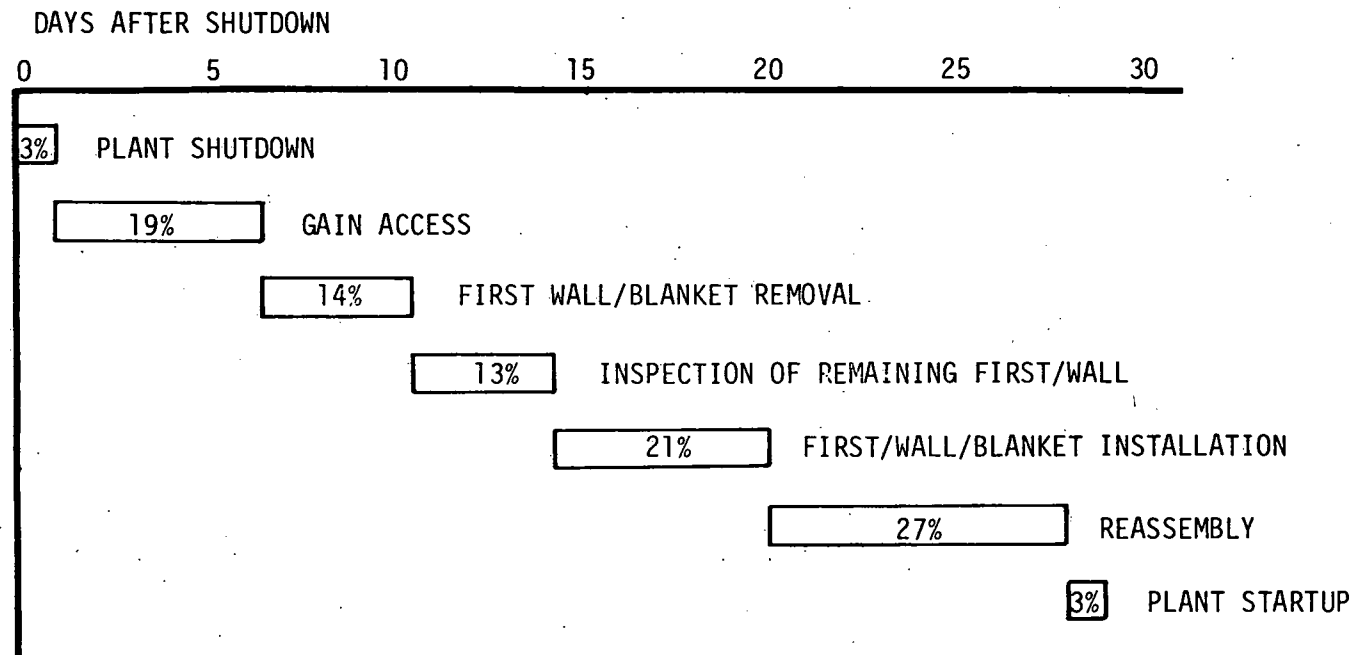 DAYS AFTER SHUTDOWN
0 5 10 15 20 25 30
3% PLANT SHUTDOWN
19% GAIN ACCESS
14% FIRST WALL/BLANKET REMOVAL
13% INSPECTION OF REMAINING FIRST/WALL
21% FIRST/WALL/BLANKET INSTALLATION
27% REASSEMBLY
3% PLANT STARTUP